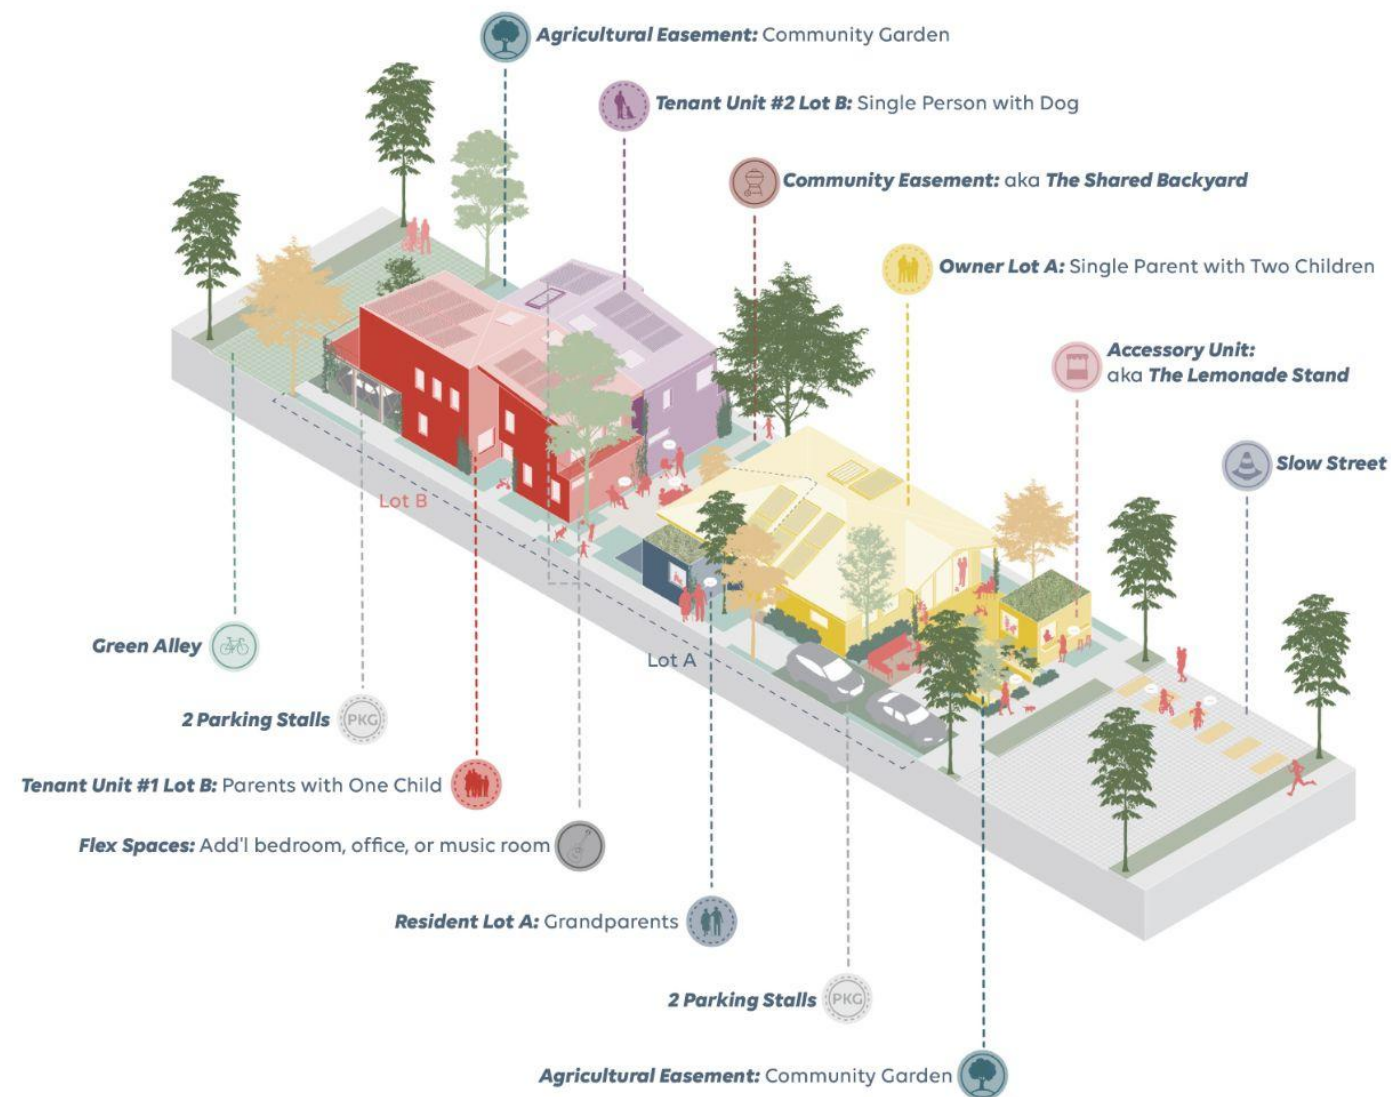 Agricultural Easement: Community Garden
Tenant Unit #2 Lot B: Single Person with Dog
Community Easement: aka The Shared Backyard
Owner Lot A: Single Parent with Two Children
Accessory Unit:
aka The Lemonade Stand
Slow Street
Lot B
Lot A
Green Alley
2 Parking Stalls
PKG
Tenant Unit #1 Lot B: Parents with One Child
Flex Spaces: Add'l bedroom, office, or music room
Resident Lot A: Grandparents
2 Parking Stalls
PKG
Agricultural Easement: Community Garden